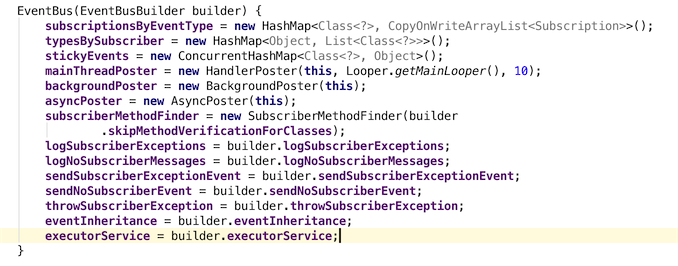 EventBus(EventBusBuilder builder) {
subscriptionsByEventType = new HashMap<Class<?>, CopyOnWriteArrayList<Subscription>>();
typesBySubscriber = new HashMap<Object, List<Class<?>>>();
stickyEvents = new ConcurrentHashMap<Class<?>, Object>();
mainThreadPoster = new HandlerPoster(this, Looper.getMainLooper(), 10);
backgroundPoster = new BackgroundPoster(this);
asyncPoster = new AsyncPoster(this);
subscriberMethodFinder = new SubscriberMethodFinder(builder
.skipMethodVerificationForClasses);
logSubscriberExceptions = builder.logSubscriberExceptions;
logNoSubscriberMessages = builder.logNoSubscriberMessages;
sendSubscriberExceptionEvent = builder.sendSubscriberExceptionEvent;
sendNoSubscriberEvent = builder.sendNoSubscriberEvent;
throwSubscriberException = builder.throwSubscriberException;
eventInheritance = builder.eventInheritance;
executorService = builder.executorService;
}